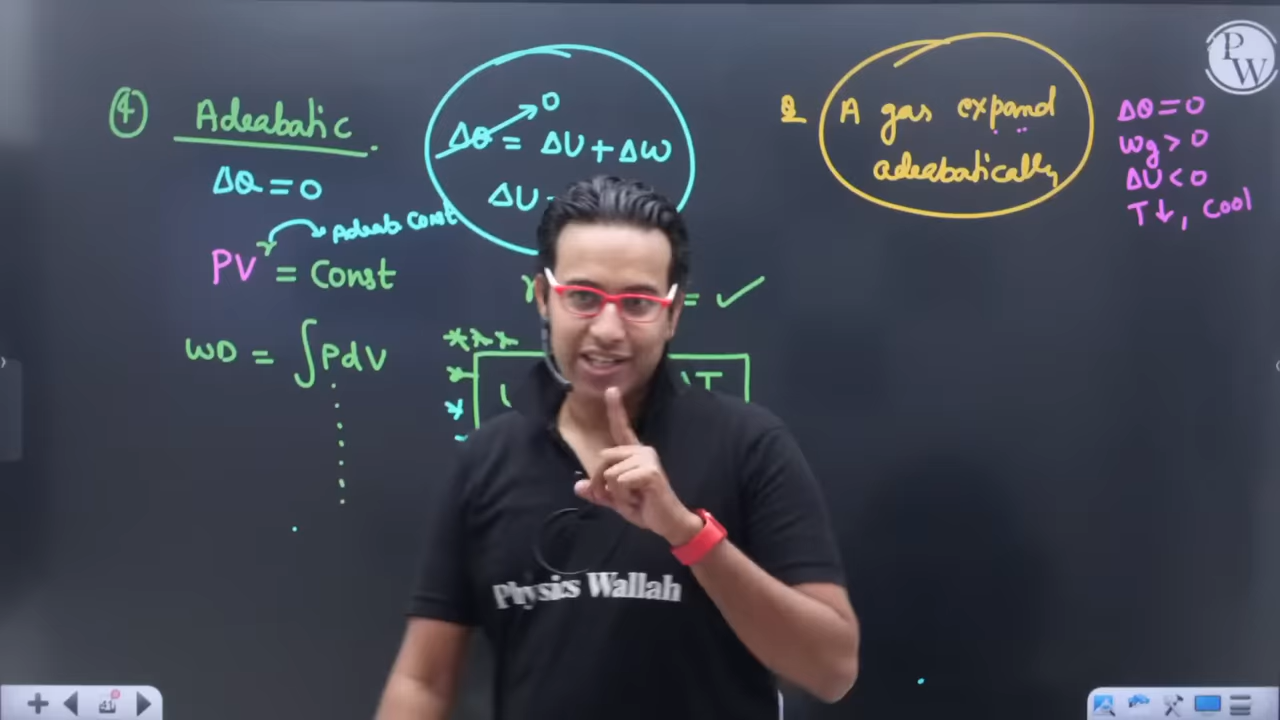 ④ Adeabatic
ΔQ = 0
PV^γ = Const
Adeab Const
WD = ∫PdV
ΔQ → 0 = ΔU + ΔW
ΔU
= ✓
Q A gas expand
adeabatically
ΔQ = 0
Wg > 0
ΔU < 0
T↓, Cool
PW
Physics Wallah
41